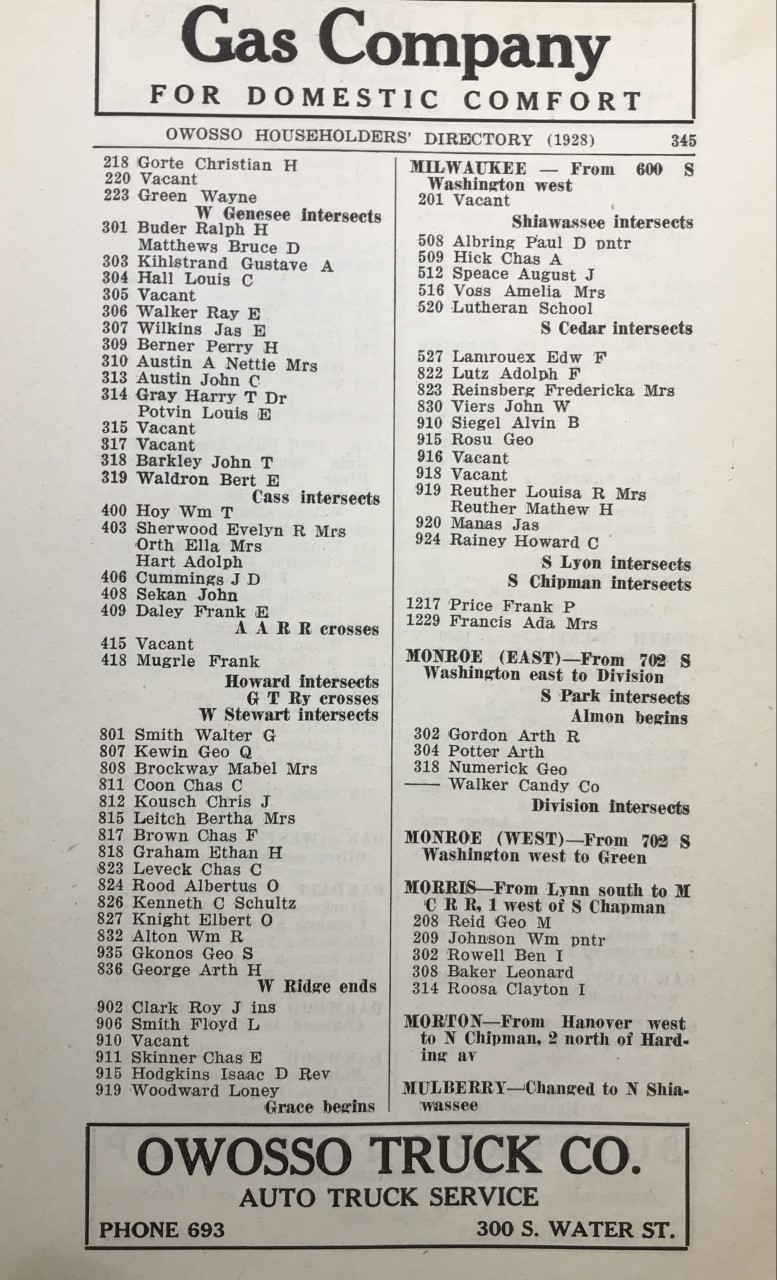 Gas Company
FOR DOMESTIC COMFORT
OWOSSO HOUSEHOLDERS' DIRECTORY (1928) 345
218 Gorte Christian H
220 Vacant
223 Green Wayne
W Genesee intersects
301 Buder Ralph H
Matthews Bruce D
303 Kihlstrand Gustave A
304 Hall Louis C
305 Vacant
306 Walker Ray E
307 Wilkins Jas E
309 Berner Perry H
310 Austin A Nettie Mrs
313 Austin John C
314 Gray Harry T Dr
Potvin Louis E
315 Vacant
317 Vacant
318 Barkley John T
319 Waldron Bert E
Cass intersects
400 Hoy Wm T
403 Sherwood Evelyn R Mrs
Orth Ella Mrs
Hart Adolph
406 Cummings J D
408 Sekan John
409 Daley Frank E
A A R R crosses
415 Vacant
418 Mugrle Frank
Howard intersects
G T Ry crosses
W Stewart intersects
801 Smith Walter G
807 Kewin Geo Q
808 Brockway Mabel Mrs
811 Coon Chas C
812 Kousch Chris J
815 Leitch Bertha Mrs
817 Brown Chas F
818 Graham Ethan H
823 Leveck Chas C
824 Rood Albertus O
826 Kenneth C Schultz
827 Knight Elbert O
832 Alton Wm R
935 Gkonos Geo S
836 George Arth H
W Ridge ends
902 Clark Roy J ins
906 Smith Floyd L
910 Vacant
911 Skinner Chas E
915 Hodgkins Isaac D Rev
919 Woodward Loney
Grace begins
MILWAUKEE — From 600 S
Washington west
201 Vacant
Shiawassee intersects
508 Albring Paul D pntr
509 Hick Chas A
512 Speace August J
516 Voss Amelia Mrs
520 Lutheran School
S Cedar intersects
527 Lamrouex Edw F
822 Lutz Adolph F
823 Reinsberg Fredericka Mrs
830 Viers John W
910 Siegel Alvin B
915 Rosu Geo
916 Vacant
918 Vacant
919 Reuther Louisa R Mrs
Reuther Mathew H
920 Manas Jas
924 Rainey Howard C
S Lyon intersects
S Chipman intersects
1217 Price Frank P
1229 Francis Ada Mrs
MONROE (EAST)—From 702 S
Washington east to Division
S Park intersects
Almon begins
302 Gordon Arth R
304 Potter Arth
318 Numerick Geo
—— Walker Candy Co
Division intersects
MONROE (WEST)—From 702 S
Washington west to Green
MORRIS—From Lynn south to M
C R R, 1 west of S Chapman
208 Reid Geo M
209 Johnson Wm pntr
302 Rowell Ben I
308 Baker Leonard
314 Roosa Clayton I
MORTON—From Hanover west
to N Chipman, 2 north of Hard-
ing av
MULBERRY—Changed to N Shia-
wassee
OWOSSO TRUCK CO.
AUTO TRUCK SERVICE
PHONE 693 300 S. WATER ST.